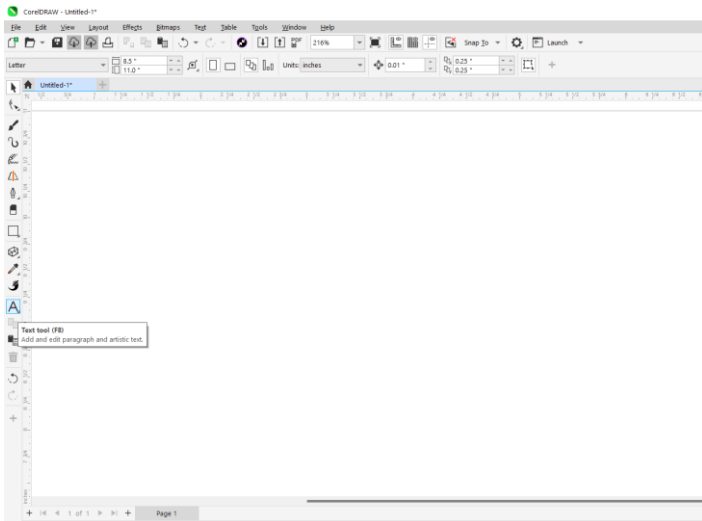 CorelDRAW - Untitled-1*
File Edit View Layout Effects Bitmaps Text Table Tools Window Help
PDF 216% Snap To Launch
Letter 8.5 " 11.0 " Units: inches 0.01 " 0.25 " 0.25 "
Untitled-1*
Text tool (F8)
Add and edit paragraph and artistic text.
inches
1 of 1 Page 1